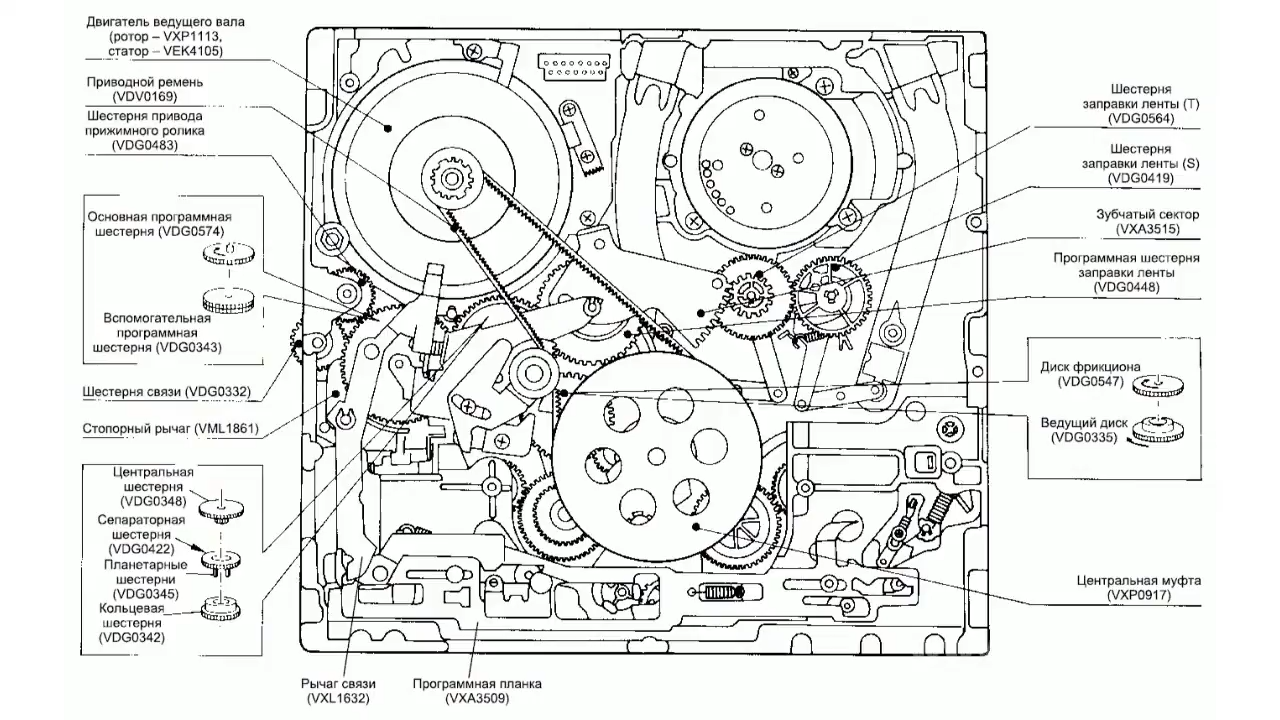 Двигатель ведущего вала
(ротор – VXP1113,
статор – VEK4105)
Приводной ремень
(VDV0169)
Шестерня привода
прижимного ролика
(VDG0483)
Основная программная
шестерня (VDG0574)
Вспомогательная
программная
шестерня (VDG0343)
Шестерня связи (VDG0332)
Стопорный рычаг (VML1861)
Центральная
шестерня
(VDG0348)
Сепараторная
шестерня
(VDG0422)
Планетарные
шестерни
(VDG0345)
Кольцевая
шестерня
(VDG0342)
Рычаг связи
(VXL1632)
Программная планка
(VXA3509)
Шестерня
заправки ленты (T)
(VDG0564)
Шестерня
заправки ленты (S)
(VDG0419)
Зубчатый сектор
(VXA3515)
Программная шестерня
заправки ленты
(VDG0448)
Диск фрикциона
(VDG0547)
Ведущий диск
(VDG0335)
Центральная муфта
(VXP0917)